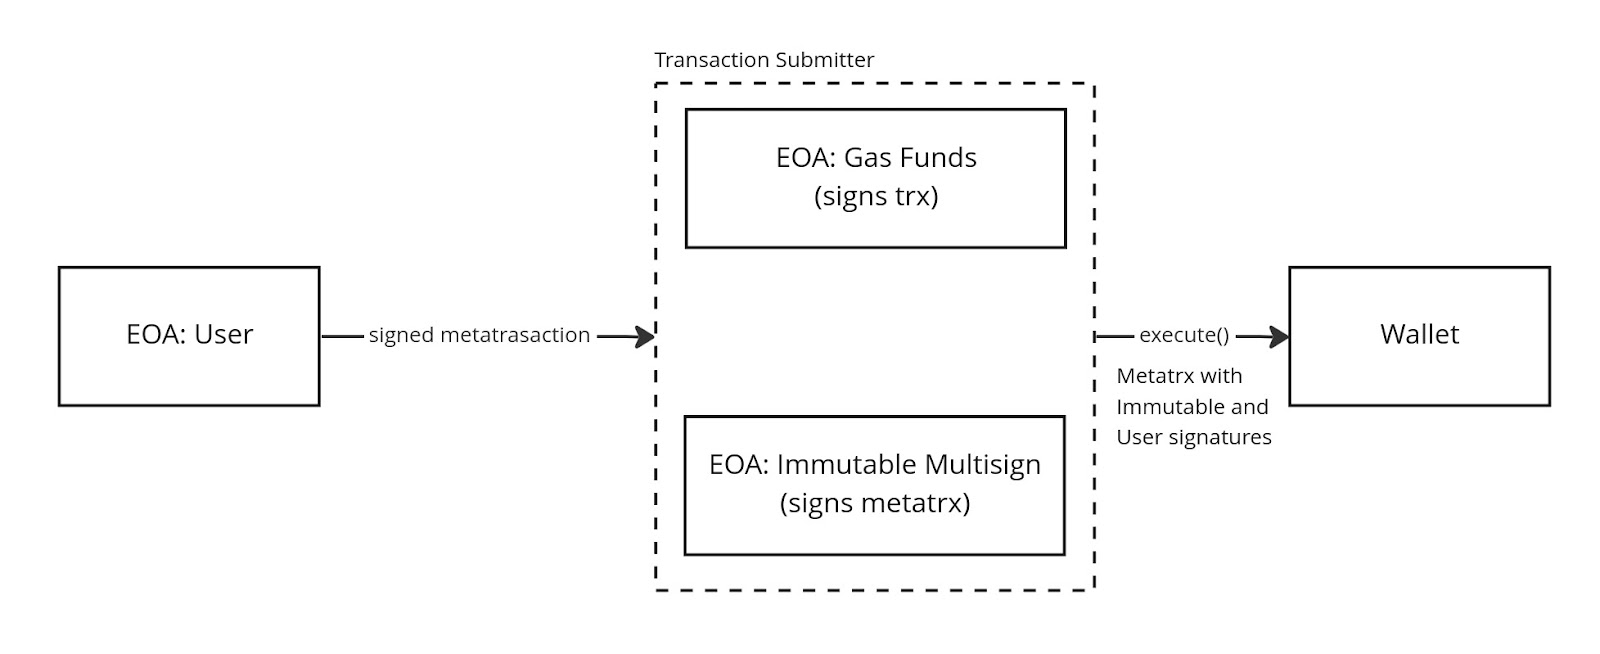 Transaction Submitter
EOA: Gas Funds
(signs trx)
EOA: User
signed metatrasaction
execute()
Wallet
Metatrx with
Immutable and
User signatures
EOA: Immutable Multisign
(signs metatrx)